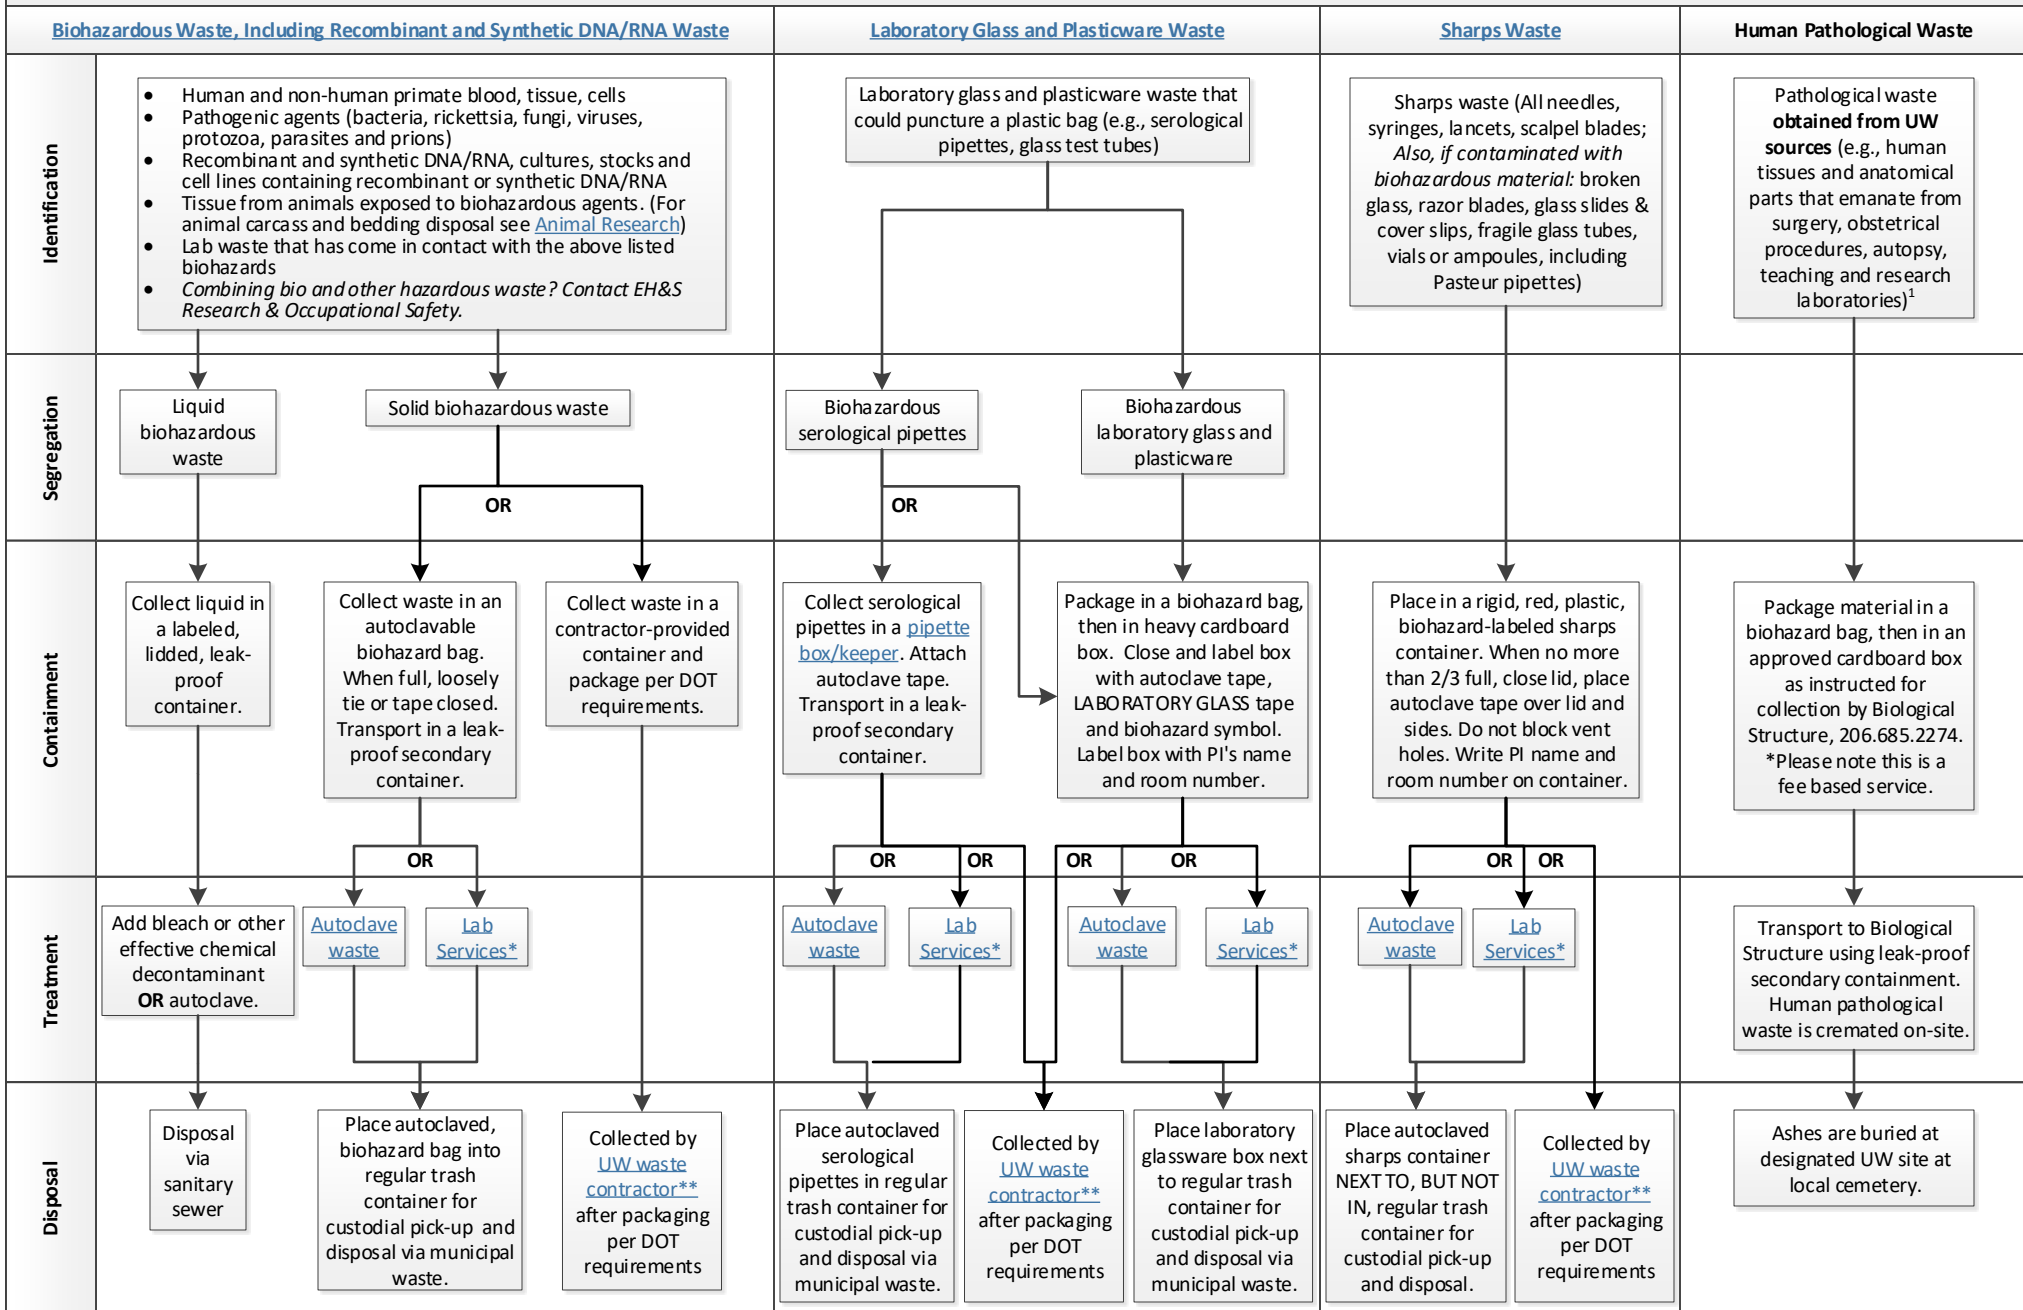 Biohazardous Waste, Including Recombinant and Synthetic DNA/RNA Waste
Laboratory Glass and Plasticware Waste
Sharps Waste
Human Pathological Waste
Identification
• Human and non-human primate blood, tissue, cells
• Pathogenic agents (bacteria, rickettsia, fungi, viruses,
protozoa, parasites and prions)
• Recombinant and synthetic DNA/RNA, cultures, stocks and
cell lines containing recombinant or synthetic DNA/RNA
• Tissue from animals exposed to biohazardous agents. (For
animal carcass and bedding disposal see Animal Research)
• Lab waste that has come in contact with the above listed
biohazards
• Combining bio and other hazardous waste? Contact EH&S
Research & Occupational Safety.
Laboratory glass and plasticware waste that
could puncture a plastic bag (e.g., serological
pipettes, glass test tubes)
Sharps waste (All needles,
syringes, lancets, scalpel blades;
Also, if contaminated with
biohazardous material: broken
glass, razor blades, glass slides &
cover slips, fragile glass tubes,
vials or ampoules, including
Pasteur pipettes)
Pathological waste
obtained from UW
sources (e.g., human
tissues and anatomical
parts that emanate from
surgery, obstetrical
procedures, autopsy,
teaching and research
laboratories)1
Segregation
Liquid
biohazardous
waste
Solid biohazardous waste
OR
Biohazardous
serological pipettes
OR
Biohazardous
laboratory glass and
plasticware
Containment
Collect liquid in
a labeled,
lidded, leak-
proof
container.
Collect waste in an
autoclavable
biohazard bag.
When full, loosely
tie or tape closed.
Transport in a leak-
proof secondary
container.
Collect waste in a
contractor-provided
container and
package per DOT
requirements.
Collect serological
pipettes in a pipette
box/keeper. Attach
autoclave tape.
Transport in a leak-
proof secondary
container.
Package in a biohazard bag,
then in heavy cardboard
box. Close and label box
with autoclave tape,
LABORATORY GLASS tape
and biohazard symbol.
Label box with PI's name
and room number.
Place in a rigid, red, plastic,
biohazard-labeled sharps
container. When no more
than 2/3 full, close lid, place
autoclave tape over lid and
sides. Do not block vent
holes. Write PI name and
room number on container.
Package material in a
biohazard bag, then in an
approved cardboard box
as instructed for
collection by Biological
Structure, 206.685.2274.
*Please note this is a
fee based service.
OR
OR
OR
OR
OR
OR
OR
Treatment
Add bleach or other
effective chemical
decontaminant
OR autoclave.
Autoclave
waste
Lab
Services*
Autoclave
waste
Lab
Services*
Autoclave
waste
Lab
Services*
Autoclave
waste
Lab
Services*
Transport to Biological
Structure using leak-proof
secondary containment.
Human pathological
waste is cremated on-site.
Disposal
Disposal
via
sanitary
sewer
Place autoclaved,
biohazard bag into
regular trash
container for
custodial pick-up and
disposal via municipal
waste.
Collected by
UW waste
contractor**
after packaging
per DOT
requirements
Place autoclaved
serological
pipettes in regular
trash container for
custodial pick-up
and disposal via
municipal waste.
Collected by
UW waste
contractor**
after packaging
per DOT
requirements
Place laboratory
glassware box next
to regular trash
container for
custodial pick-up
and disposal via
municipal waste.
Place autoclaved
sharps container
NEXT TO, BUT NOT
IN, regular trash
container for
custodial pick-up
and disposal.
Collected by
UW waste
contractor**
after packaging
per DOT
requirements
Ashes are buried at
designated UW site at
local cemetery.